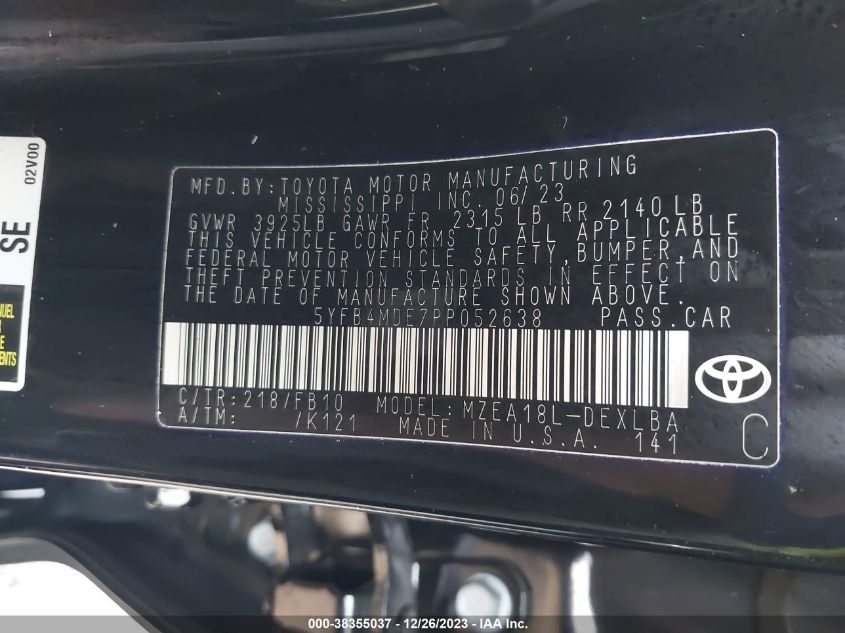 02V00
SE
MFD.BY:TOYOTA MOTOR MANUFACTURING
MISSISSIPPI INC. 06/23
GVWR 3925LB GAWR FR 2315 LB RR 2140 LB
THIS VEHICLE CONFORMS TO ALL APPLICABLE
FEDERAL MOTOR VEHICLE SAFETY,BUMPER,AND
THEFT PREVENTION STANDARDS IN EFFECT ON
THE DATE OF MANUFACTURE SHOWN ABOVE.
5YFB4MDE7PP052638 PASS.CAR
C/TR:218/FB10 MODEL:MZEA18L-DEXLBA
A/TM: /K121 MADE IN U.S.A. 141
C
000-38355037 - 12/26/2023 - © IAA Inc.